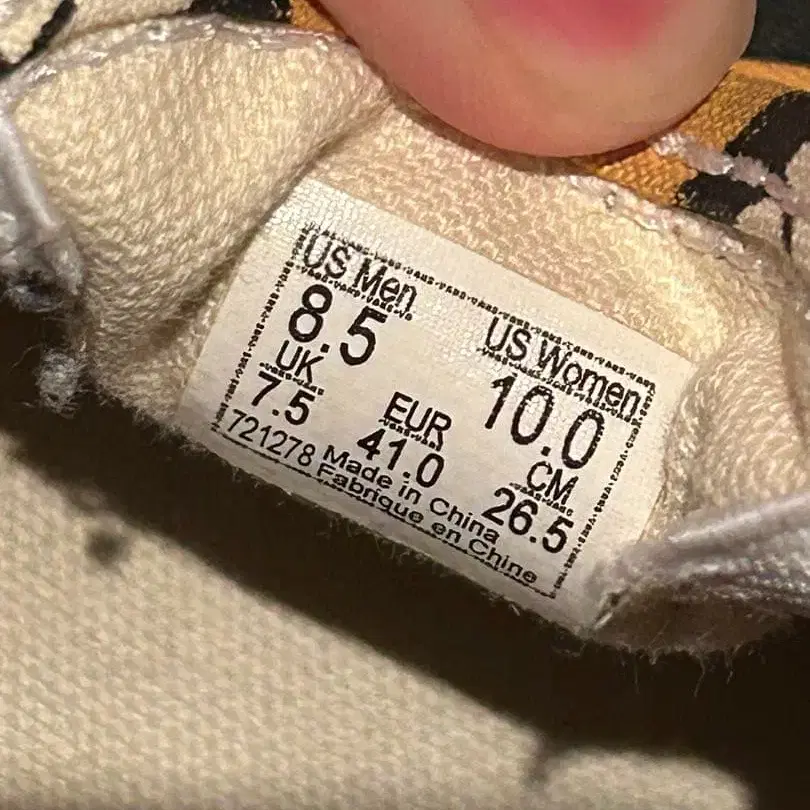 US Men
8.5
US Women
10.0
UK
7.5
EUR
41.0
CM
26.5
721278
Made in China
Fabrique en Chine